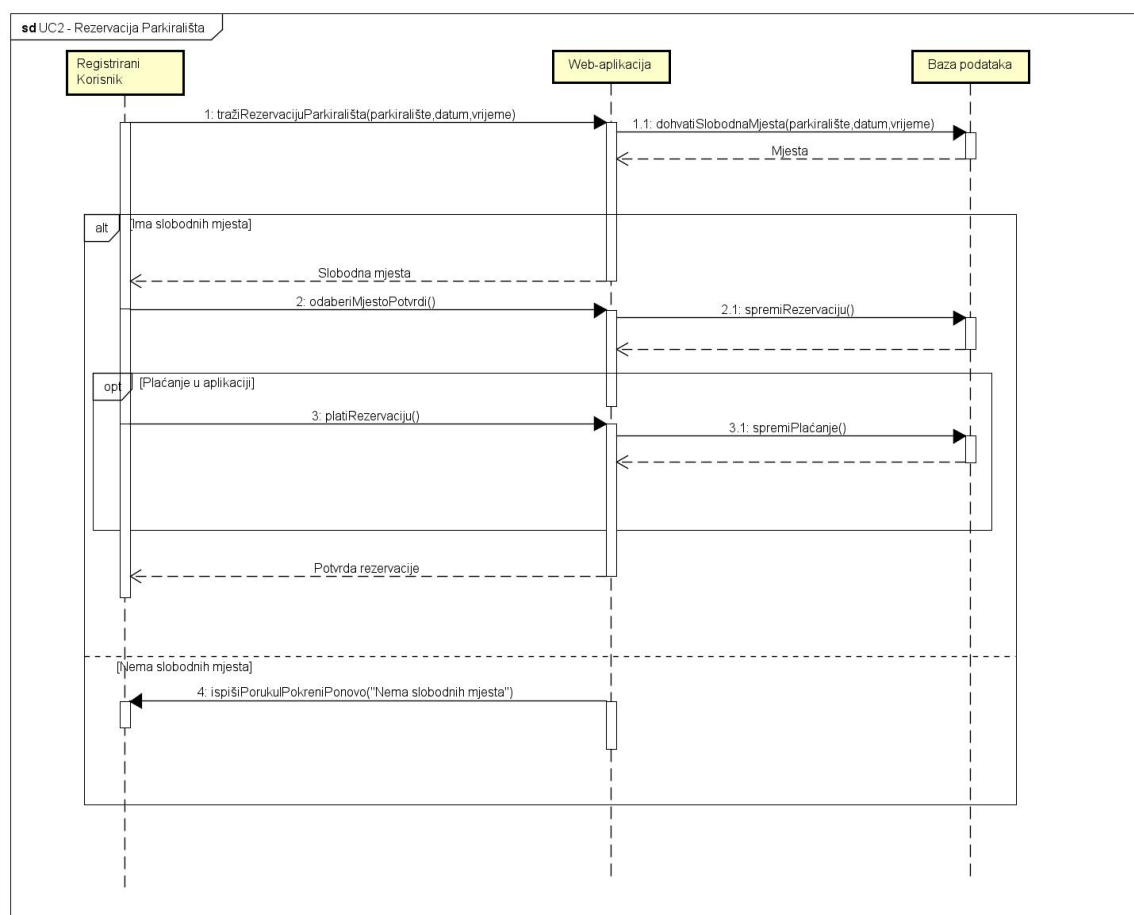 sd UC2 - Rezervacija Parkirališta
Registrirani
Korisnik
Web-aplikacija
Baza podataka
1: tražiRezervacijuParkirališta(parkiralište,datum,vrijeme)
1.1: dohvatiSlobodnaMjesta(parkiralište,datum,vrijeme)
Mjesta
alt
[Ima slobodnih mjesta]
Slobodna mjesta
2: odaberiMjestoPotvrdi()
2.1: spremiRezervaciju()
opt
[Plaćanje u aplikaciji]
3: platiRezervaciju()
3.1: spremiPlaćanje()
Potvrda rezervacije
[Nema slobodnih mjesta]
4: ispišiPorukuIPokreniPonovo("Nema slobodnih mjesta")